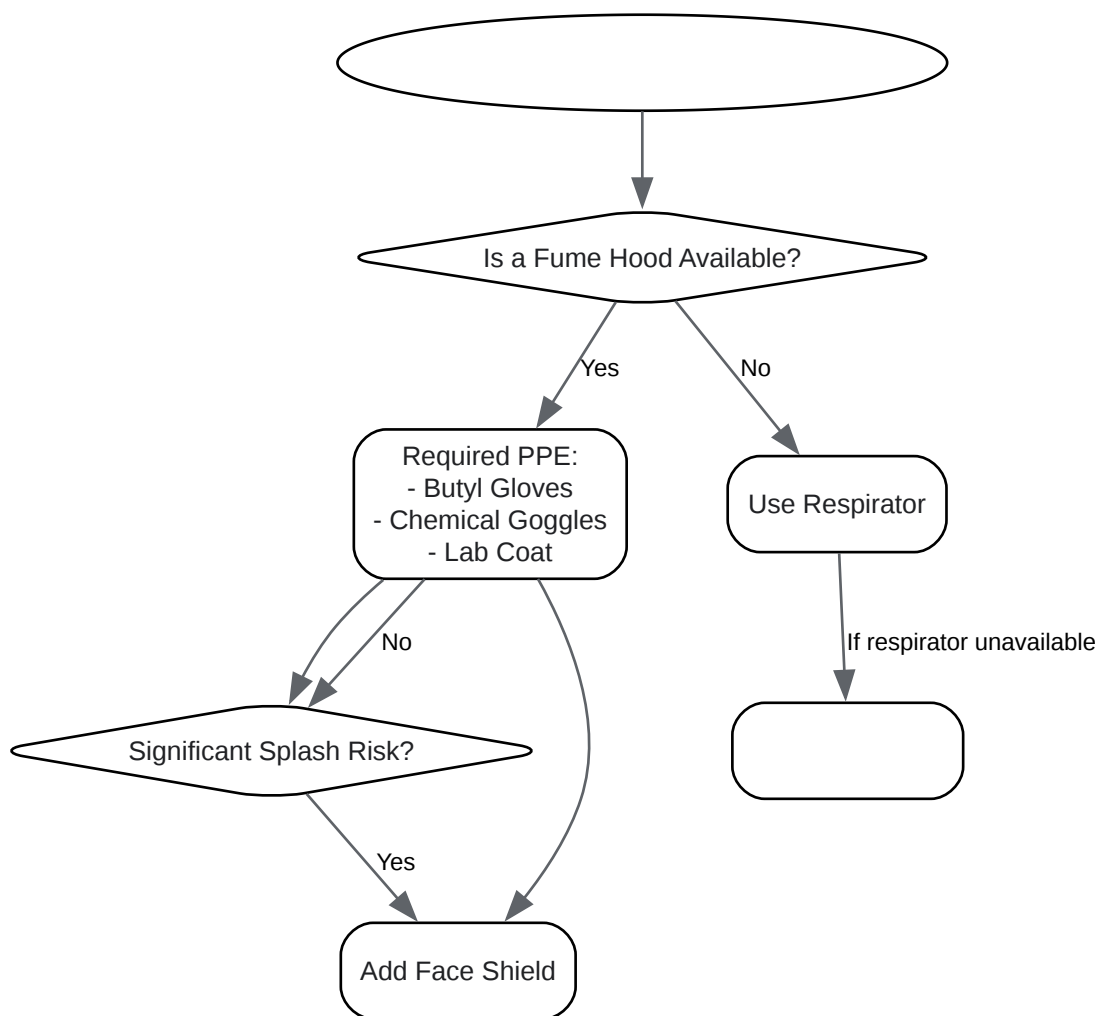 Is a Fume Hood Available?
Yes
No
Required PPE:
- Butyl Gloves
- Chemical Goggles
- Lab Coat
Use Respirator
No
If respirator unavailable
Significant Splash Risk?
Yes
Add Face Shield